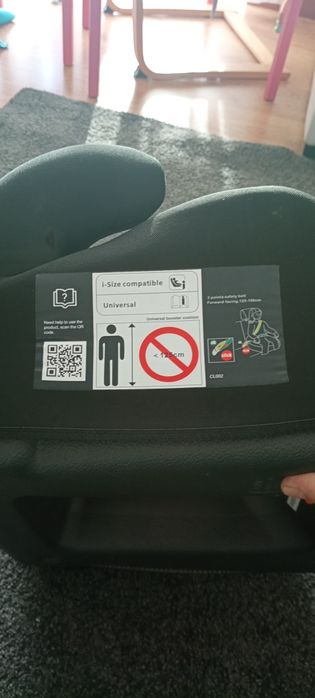 i-Size compatible
Universal
Need help to use the
product, scan the QR
code.
Universal booster cushion
< 125cm
3 points safety belt
Forward facing 125-150cm
click
CL002